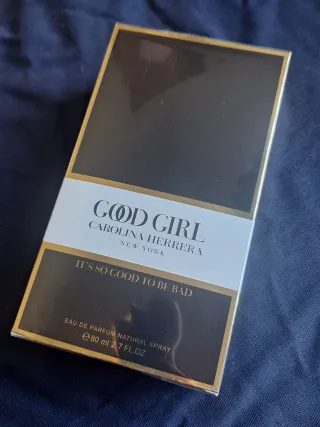 GOOD GIRL
CAROLINA HERRERA
NEW YORK
IT'S SO GOOD TO BE BAD
EAU DE PARFUM NATURAL SPRAY
℮80 ml 2.7 FL.OZ